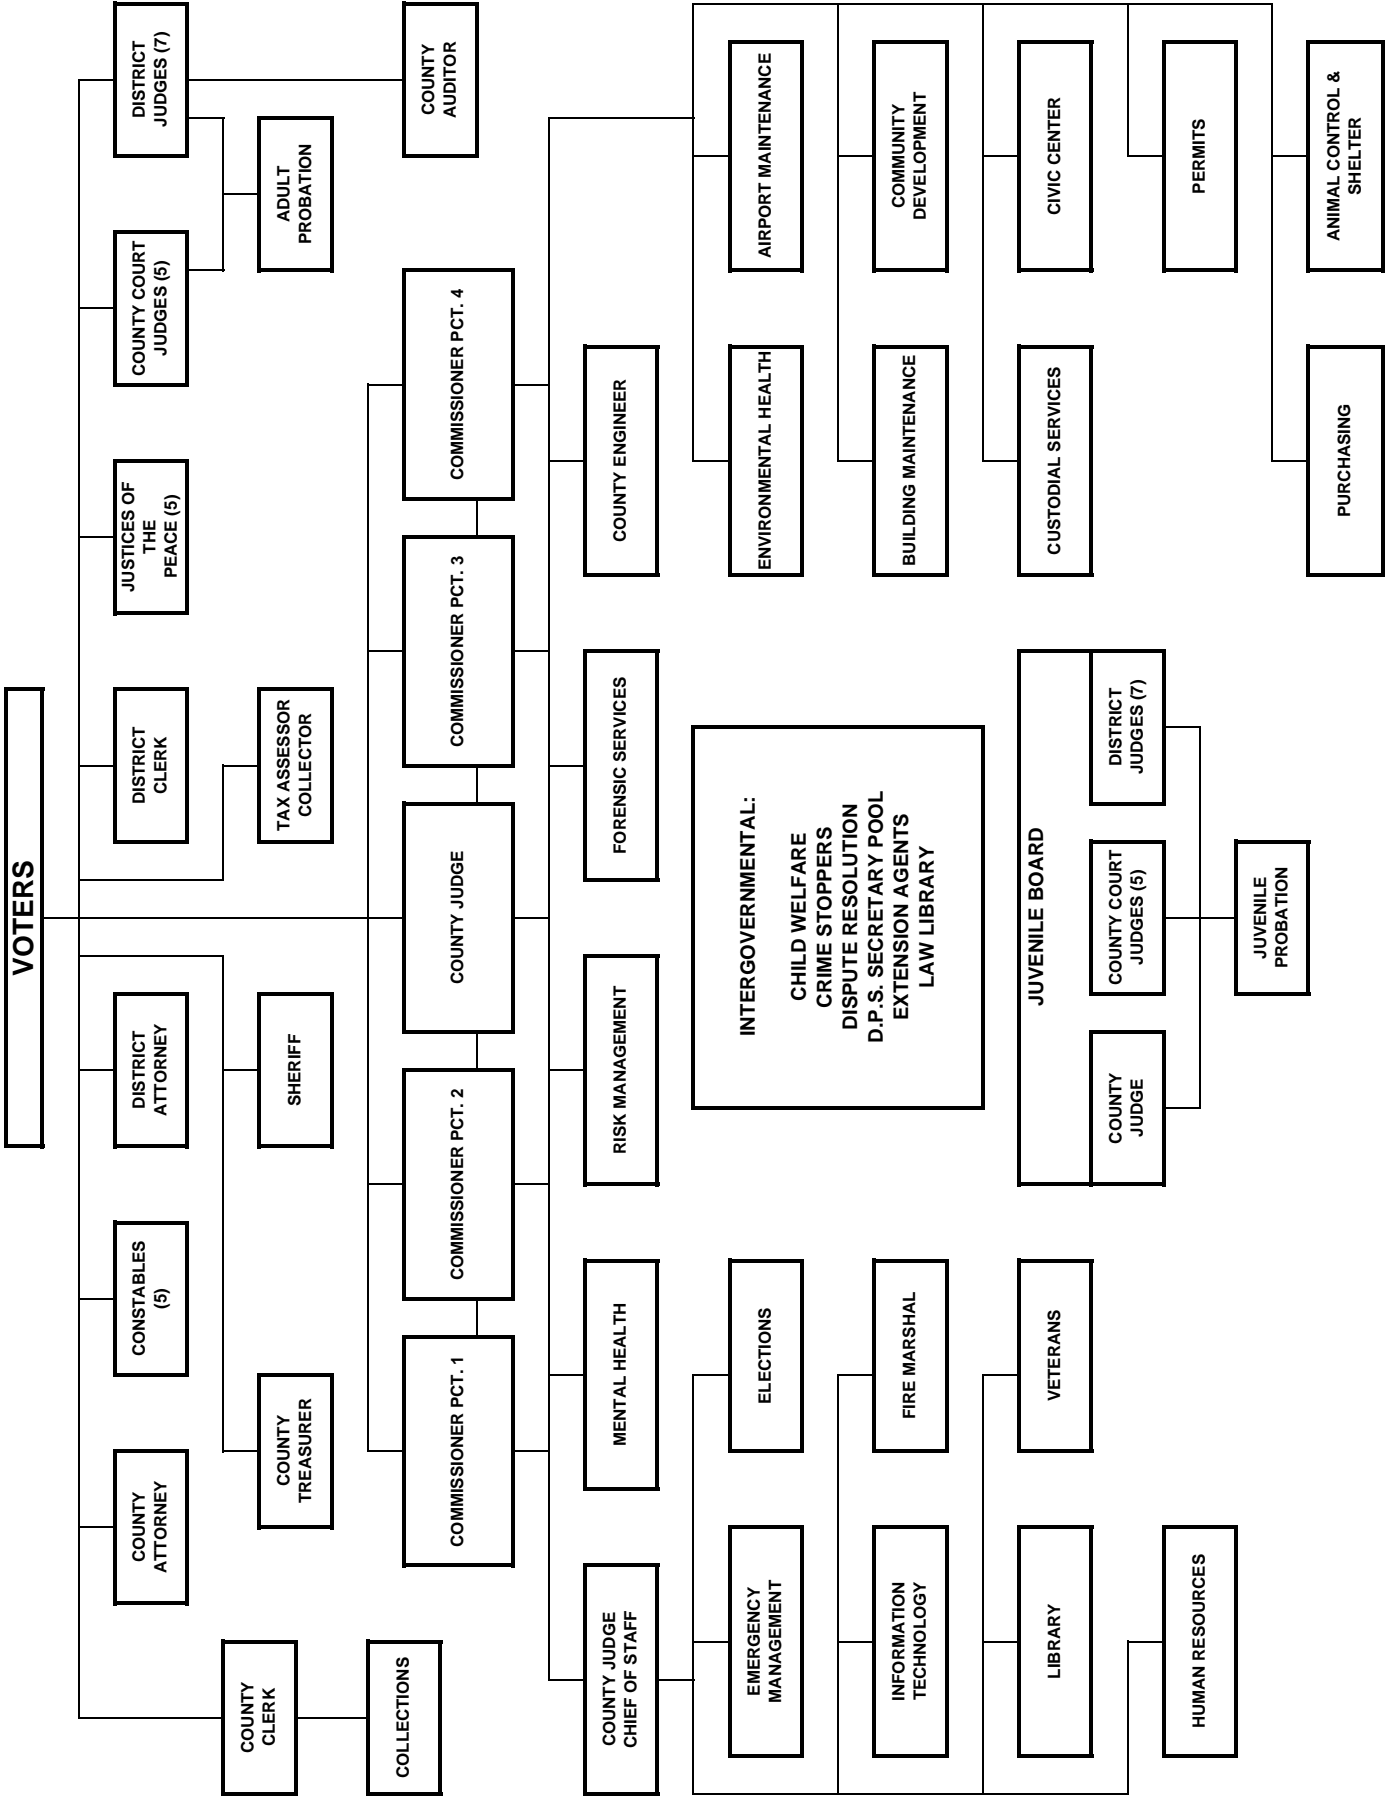 VOTERS
COUNTY
ATTORNEY
CONSTABLES
(5)
DISTRICT
ATTORNEY
DISTRICT
CLERK
JUSTICES OF
THE
PEACE (5)
COUNTY COURT
JUDGES (5)
DISTRICT
JUDGES (7)
COUNTY
CLERK
COUNTY
TREASURER
SHERIFF
TAX ASSESSOR
COLLECTOR
ADULT
PROBATION
COLLECTIONS
COMMISSIONER PCT. 1
COMMISSIONER PCT. 2
COUNTY JUDGE
COMMISSIONER PCT. 3
COMMISSIONER PCT. 4
COUNTY
AUDITOR
COUNTY JUDGE
CHIEF OF STAFF
MENTAL HEALTH
RISK MANAGEMENT
FORENSIC SERVICES
COUNTY ENGINEER
EMERGENCY
MANAGEMENT
ELECTIONS
INTERGOVERNMENTAL:
CHILD WELFARE
CRIME STOPPERS
DISPUTE RESOLUTION
D.P.S. SECRETARY POOL
EXTENSION AGENTS
LAW LIBRARY
ENVIRONMENTAL HEALTH
AIRPORT MAINTENANCE
INFORMATION
TECHNOLOGY
FIRE MARSHAL
BUILDING MAINTENANCE
COMMUNITY
DEVELOPMENT
LIBRARY
VETERANS
JUVENILE BOARD
COUNTY
JUDGE
COUNTY COURT
JUDGES (5)
DISTRICT
JUDGES (7)
CUSTODIAL SERVICES
CIVIC CENTER
HUMAN RESOURCES
JUVENILE
PROBATION
PERMITS
PURCHASING
ANIMAL CONTROL &
SHELTER